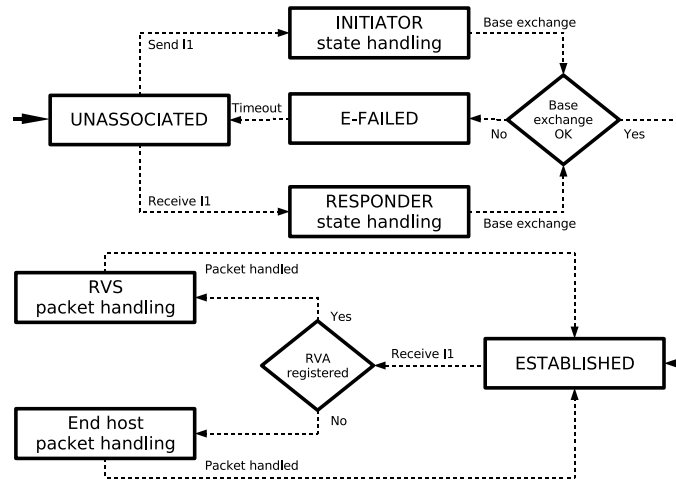 INITIATOR
state handling
Base exchange
Send I1
UNASSOCIATED
Timeout
E-FAILED
No
Base
exchange
OK
Yes
Receive I1
RESPONDER
state handling
Base exchange
RVS
packet handling
Packet handled
Yes
RVA
registered
Receive I1
ESTABLISHED
No
End host
packet handling
Packet handled